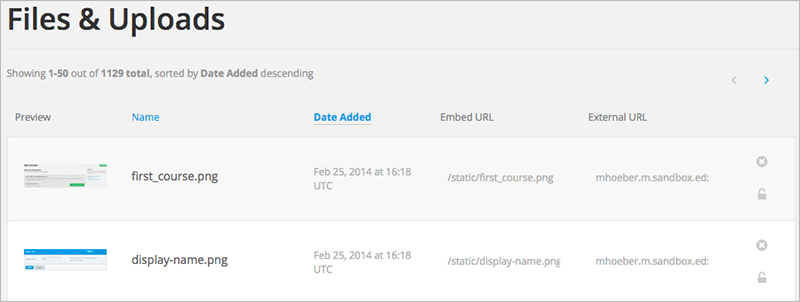 Files & Uploads
Showing 1-50 out of 1129 total, sorted by Date Added descending
Preview Name Date Added Embed URL External URL
first_course.png Feb 25, 2014 at 16:18 UTC /static/first_course.png mhoeber.m.sandbox.ed:
display-name.png Feb 25, 2014 at 16:18 UTC /static/display-name.png mhoeber.m.sandbox.ed: